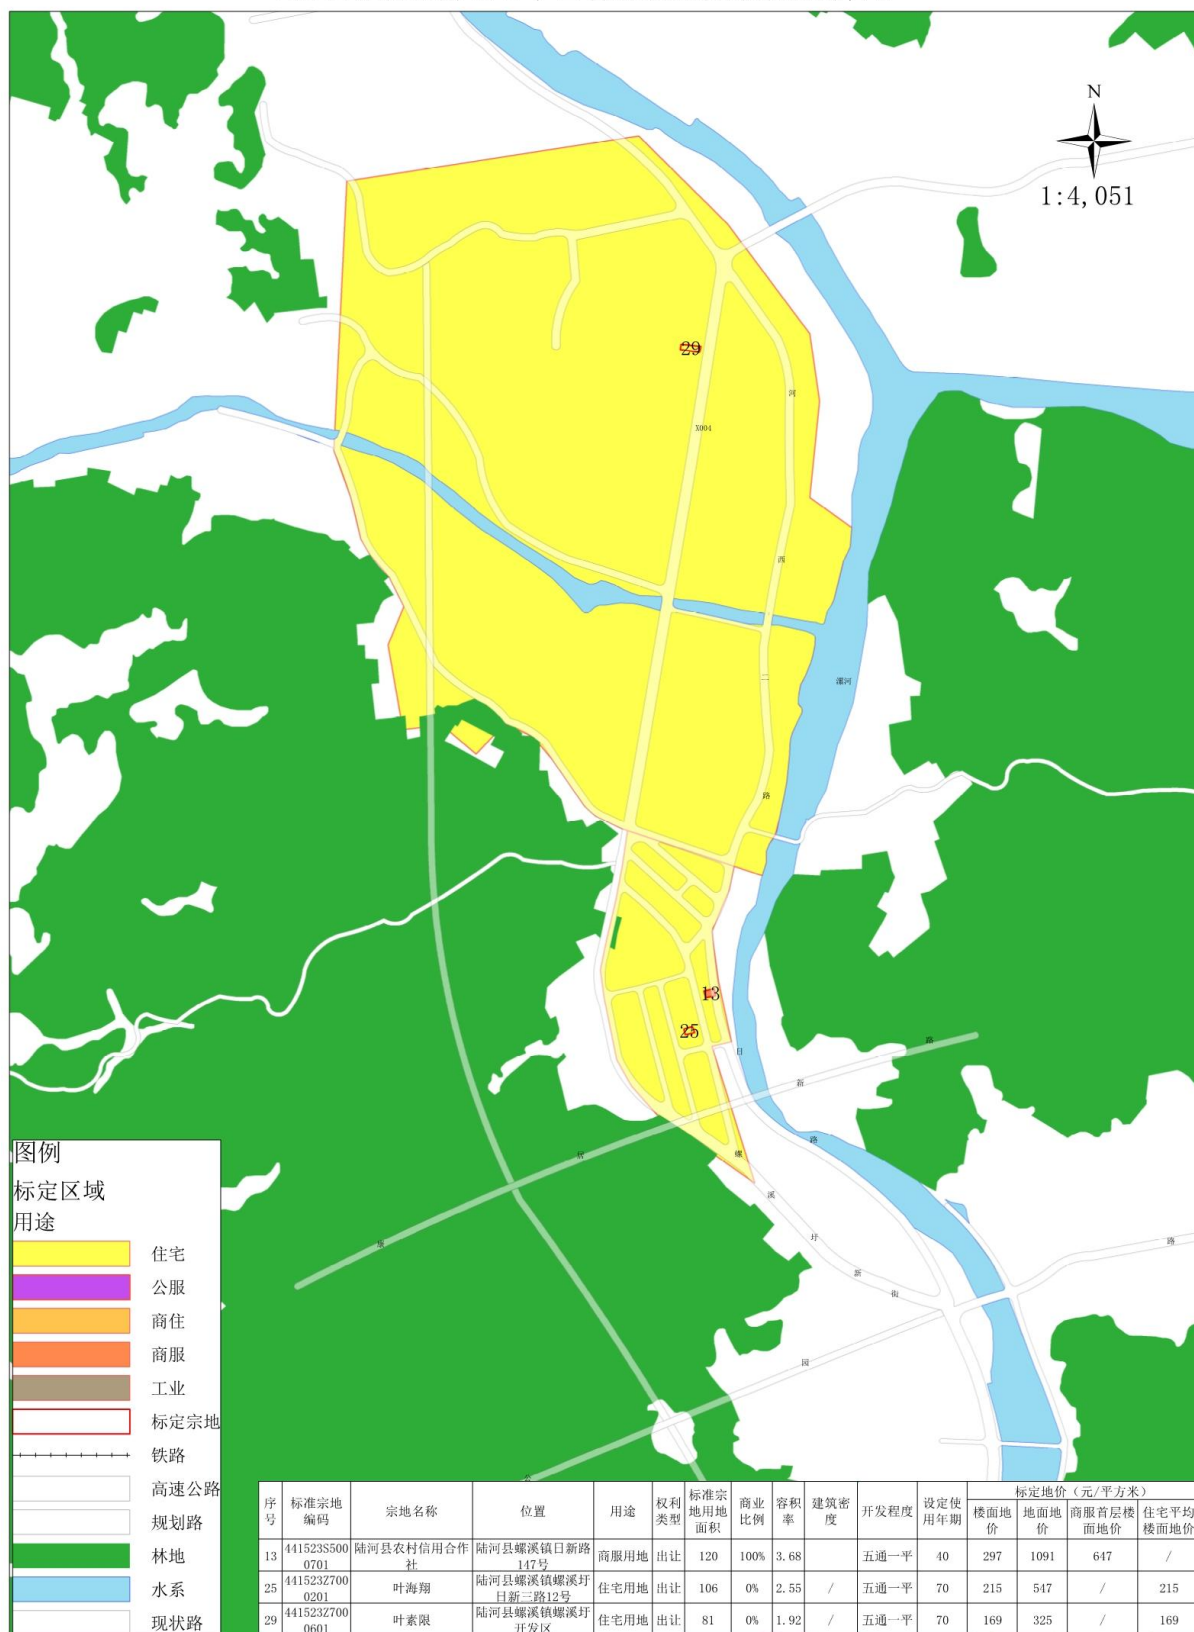 N
1:4,051
29
河
X004
西
二
漯河
路
13
25
日
路
新
居
路
螺
溪
圩
新
街
路
园
图例
标定区域
用途
住宅
公服
商住
商服
工业
标定宗地
铁路
高速公路
规划路
林地
水系
现状路
序号 标准宗地编码 宗地名称 位置 用途 权利类型 标准宗地用地面积 商业比例 容积率 建筑密度 开发程度 设定使用年期 标定地价（元/平方米）
楼面地价 地面地价 商服首层楼面地价 住宅平均楼面地价
13 441523S5000701 陆河县农村信用合作社 陆河县螺溪镇日新路147号 商服用地 出让 120 100% 3.68 五通一平 40 297 1091 647 /
25 441523Z7000201 叶海翔 陆河县螺溪镇螺溪圩日新三路12号 住宅用地 出让 106 0% 2.55 / 五通一平 70 215 547 / 215
29 441523Z7000601 叶素限 陆河县螺溪镇螺溪圩开发区 住宅用地 出让 81 0% 1.92 / 五通一平 70 169 325 / 169